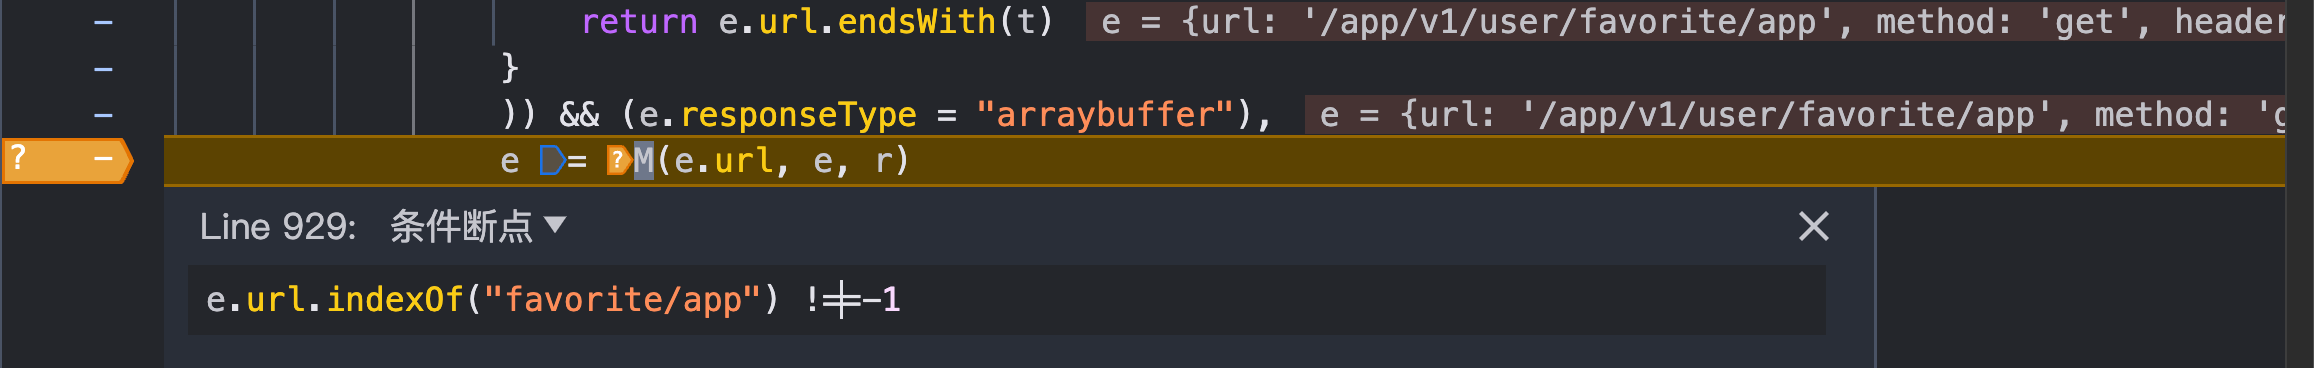 – return e.url.endsWith(t) e = {url: '/app/v1/user/favorite/app', method: 'get', header
– }
– )) && (e.responseType = "arraybuffer"), e = {url: '/app/v1/user/favorite/app', method: 'g
? – e = ?M(e.url, e, r)
Line 929: 条件断点
e.url.indexOf("favorite/app") !==-1